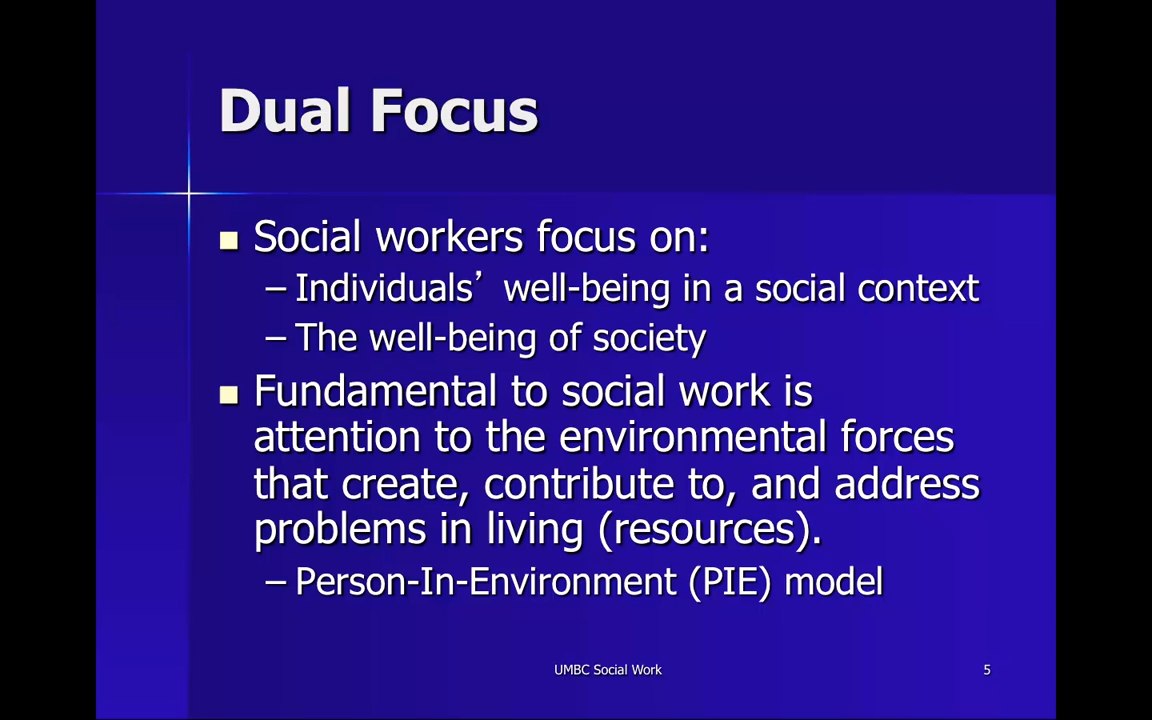 Dual Focus
■ Social workers focus on:
– Individuals’ well-being in a social context
– The well-being of society
■ Fundamental to social work is
attention to the environmental forces
that create, contribute to, and address
problems in living (resources).
– Person-In-Environment (PIE) model
UMBC Social Work
5